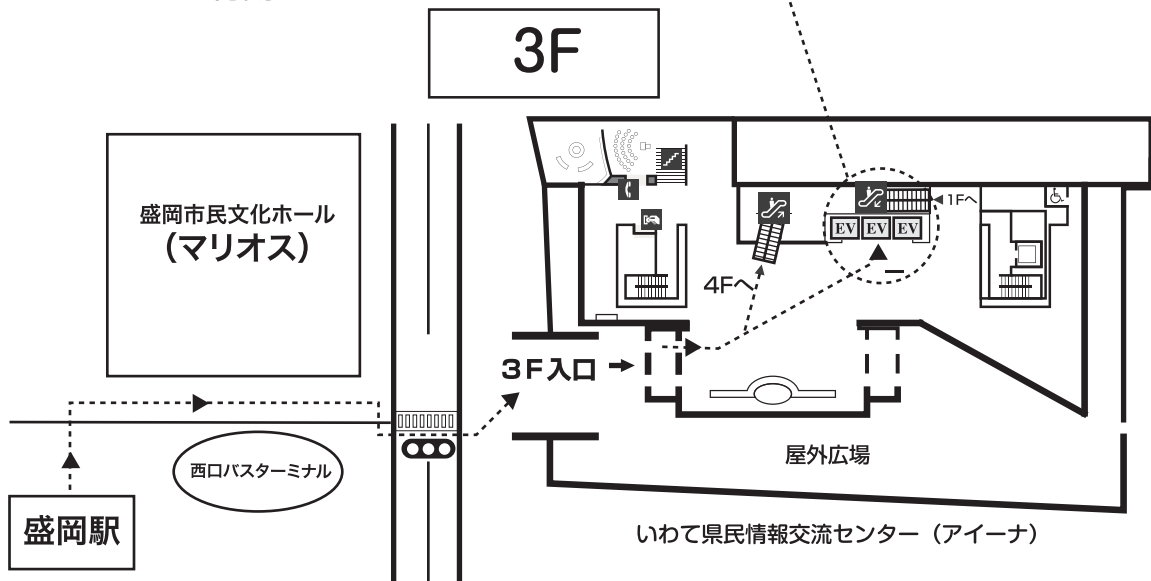 3F
盛岡市民文化ホール
(マリオス)
1Fへ
EV EV EV
4Fへ
3F入口
屋外広場
西口バスターミナル
盛岡駅
いわて県民情報交流センター（アイーナ）